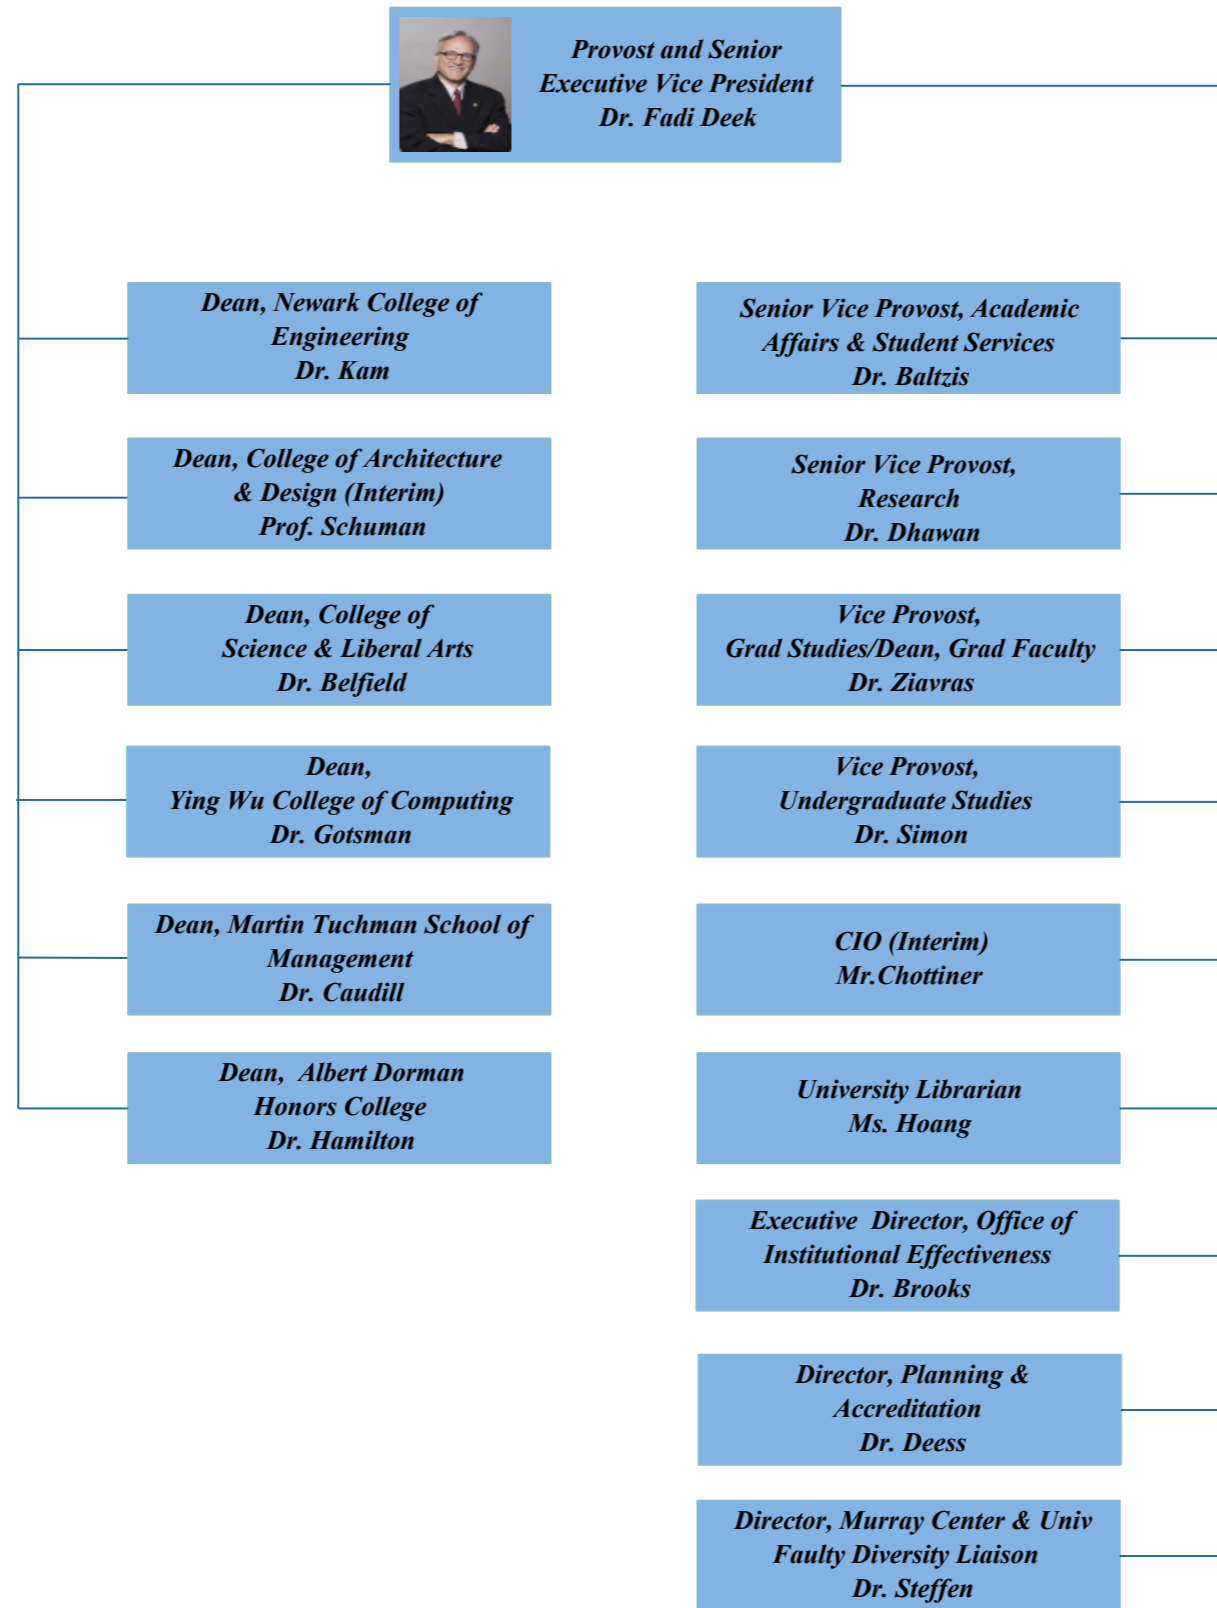 Provost and Senior
Executive Vice President
Dr. Fadi Deek
Dean, Newark College of
Engineering
Dr. Kam
Dean, College of Architecture
& Design (Interim)
Prof. Schuman
Dean, College of
Science & Liberal Arts
Dr. Belfield
Dean,
Ying Wu College of Computing
Dr. Gotsman
Dean, Martin Tuchman School of
Management
Dr. Caudill
Dean,  Albert Dorman
Honors College
Dr. Hamilton
Senior Vice Provost, Academic
Affairs & Student Services
Dr. Baltzis
Senior Vice Provost,
Research
Dr. Dhawan
Vice Provost,
Grad Studies/Dean, Grad Faculty
Dr. Ziavras
Vice Provost,
Undergraduate Studies
Dr. Simon
CIO (Interim)
Mr.Chottiner
University Librarian
Ms. Hoang
Executive  Director, Office of
Institutional Effectiveness
Dr. Brooks
Director, Planning &
Accreditation
Dr. Deess
Director, Murray Center & Univ
Faulty Diversity Liaison
Dr. Steffen